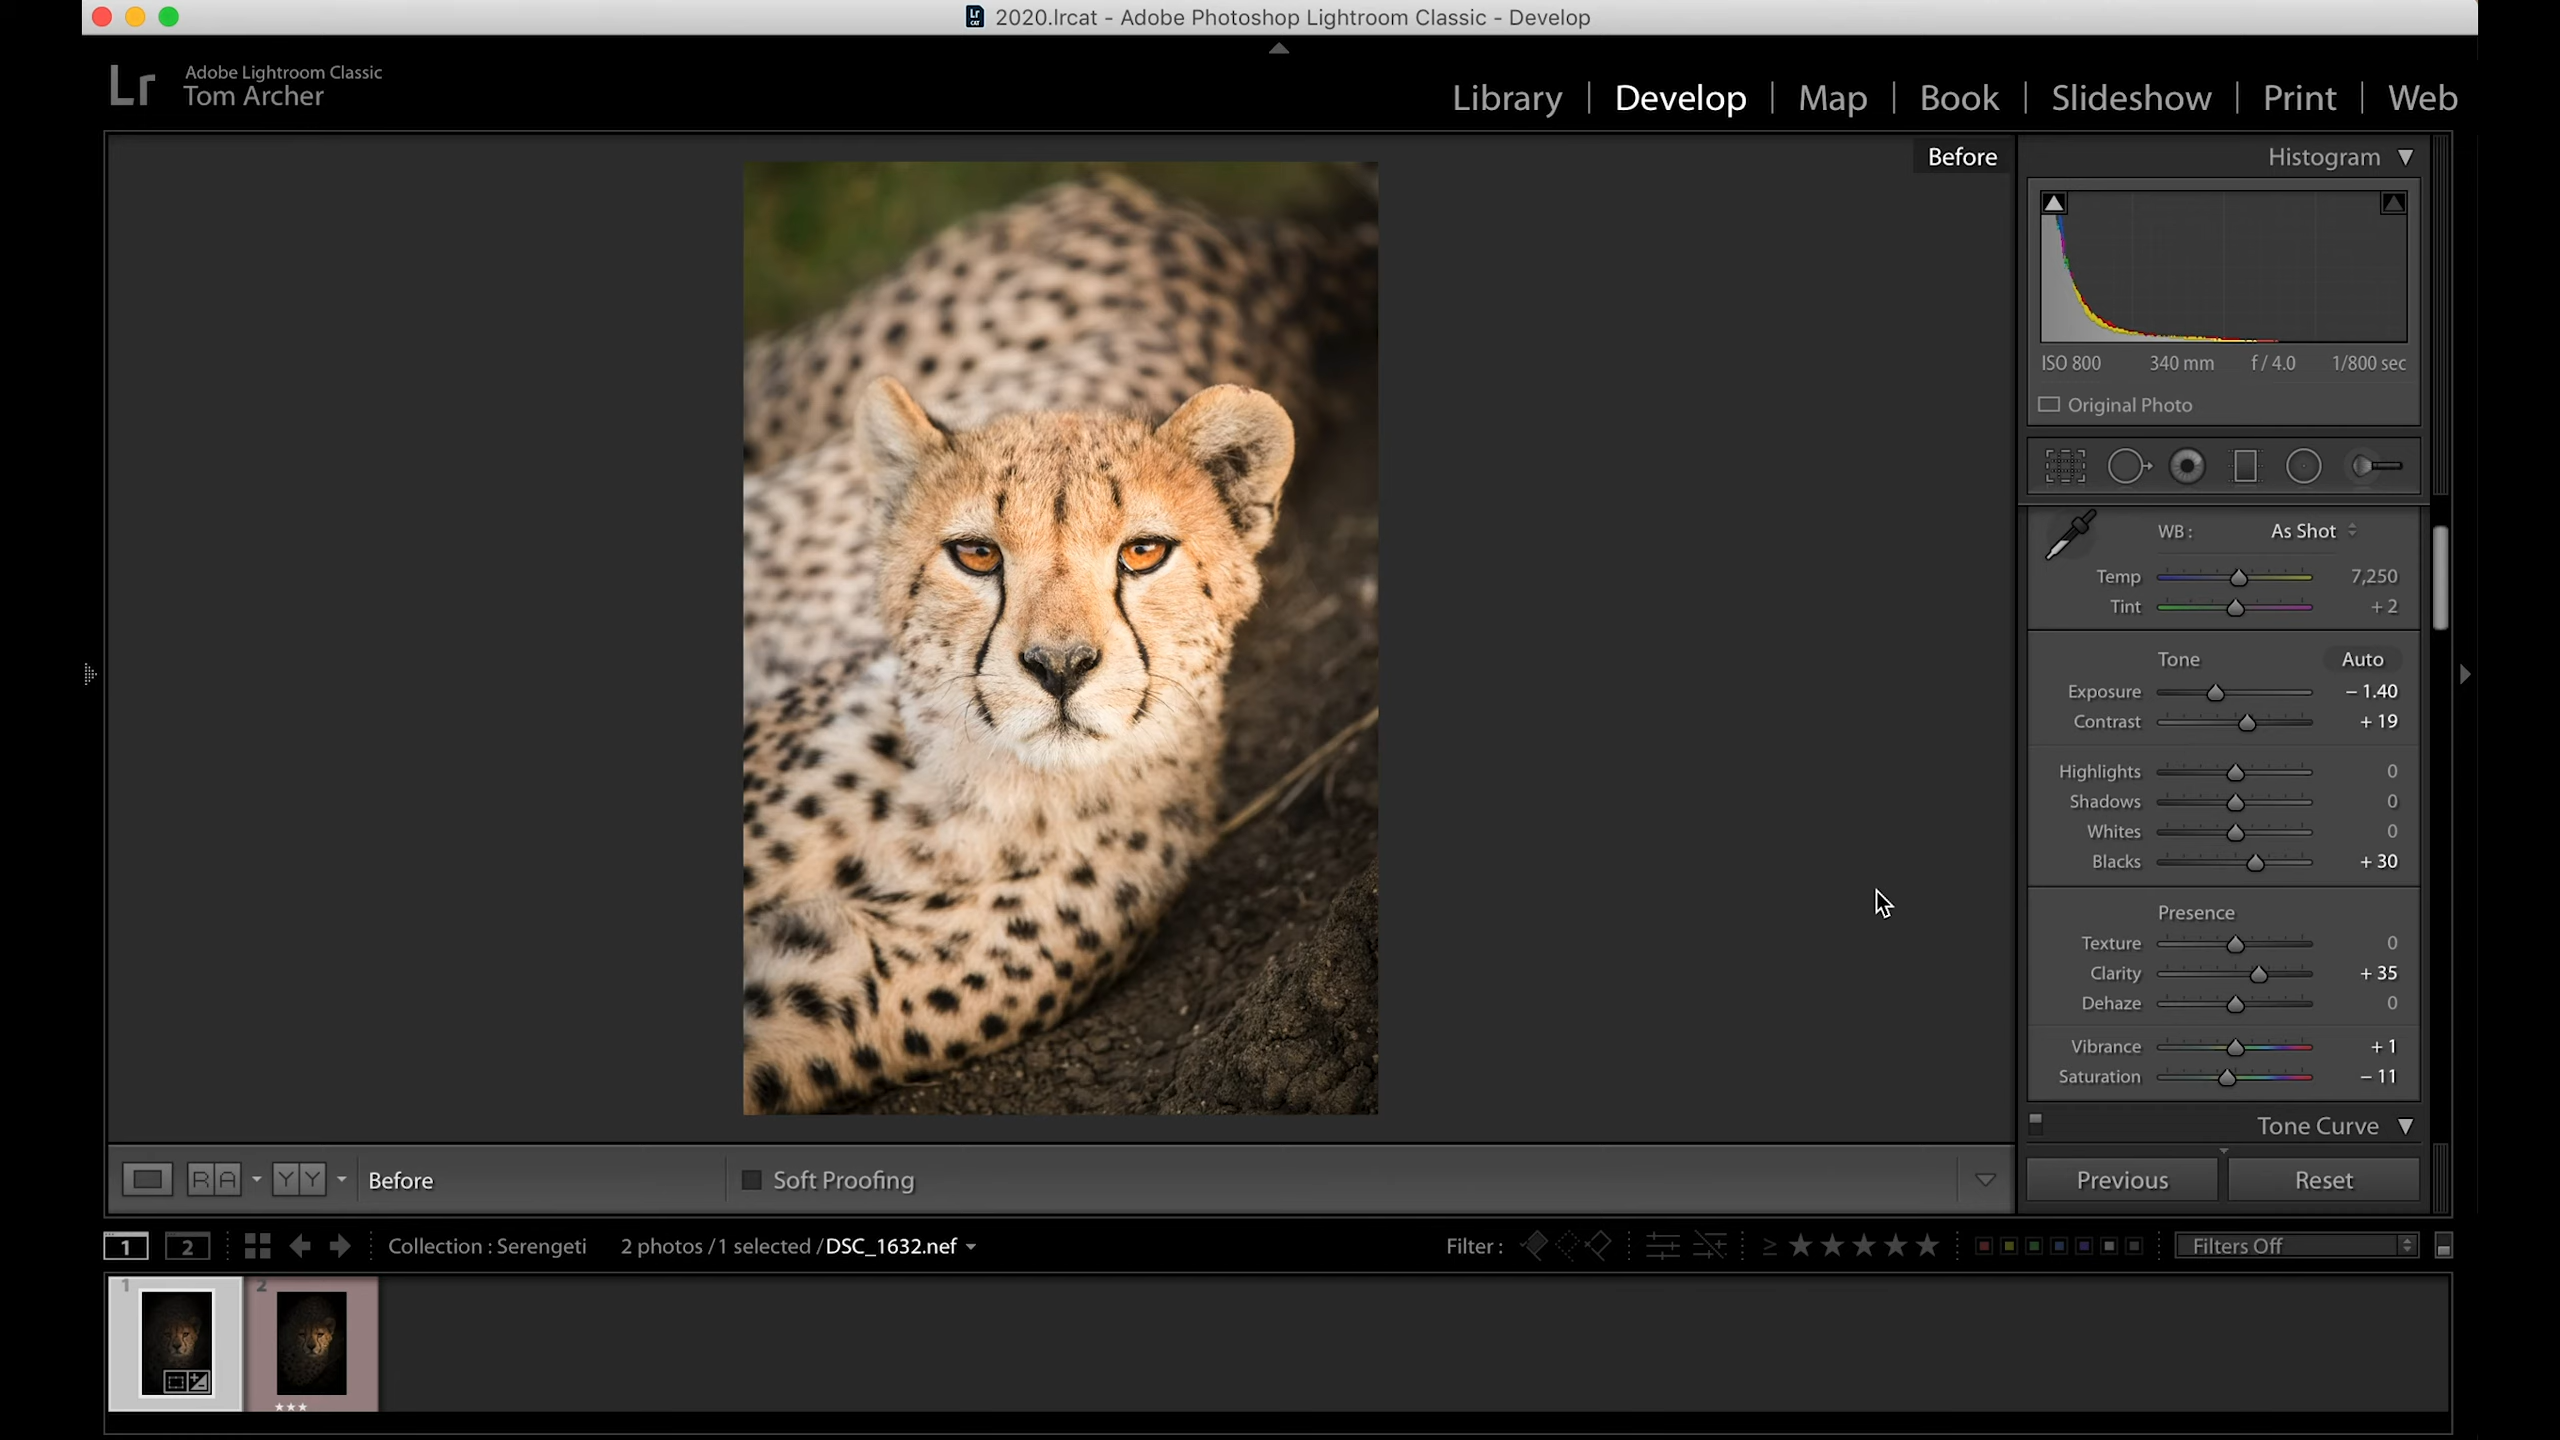 2020.lrcat - Adobe Photoshop Lightroom Classic - Develop
Lr
Adobe Lightroom Classic
Tom Archer
Library | Develop | Map | Book | Slideshow | Print | Web
Before
Histogram
ISO 800 340 mm f / 4.0 1/800 sec
Original Photo
WB : As Shot
Temp 7,250
Tint + 2
Tone Auto
Exposure – 1.40
Contrast + 19
Highlights 0
Shadows 0
Whites 0
Blacks + 30
Presence
Texture 0
Clarity + 35
Dehaze 0
Vibrance + 1
Saturation – 11
Tone Curve
R A Y Y Before Soft Proofing
Previous Reset
1 2 Collection : Serengeti 2 photos / 1 selected / DSC_1632.nef Filter : ≥ ★★★★★ Filters Off
1 2
★★★